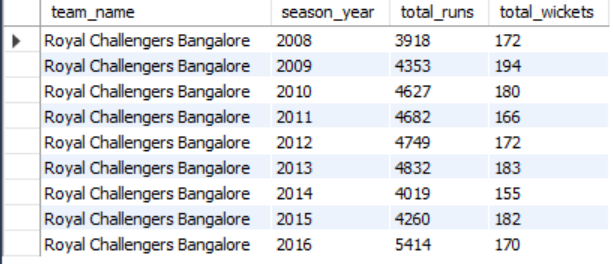 team_name season_year total_runs total_wickets
Royal Challengers Bangalore 2008 3918 172
Royal Challengers Bangalore 2009 4353 194
Royal Challengers Bangalore 2010 4627 180
Royal Challengers Bangalore 2011 4682 166
Royal Challengers Bangalore 2012 4749 172
Royal Challengers Bangalore 2013 4832 183
Royal Challengers Bangalore 2014 4019 155
Royal Challengers Bangalore 2015 4260 182
Royal Challengers Bangalore 2016 5414 170